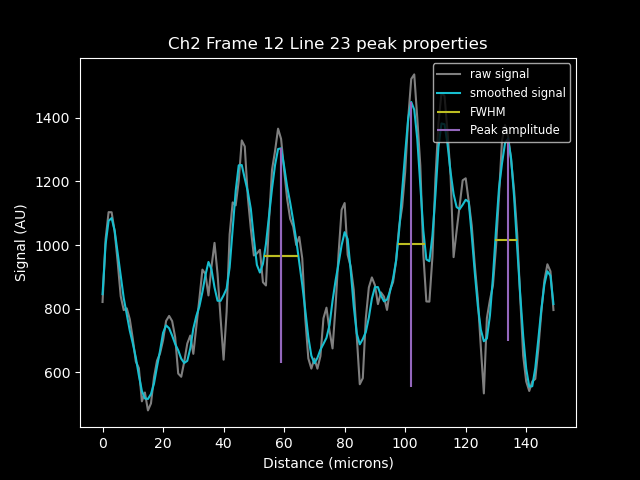 Ch2 Frame 12 Line 23 peak properties
raw signal
smoothed signal
FWHM
Peak amplitude
Signal (AU)
1400
1200
1000
800
600
0 20 40 60 80 100 120 140
Distance (microns)